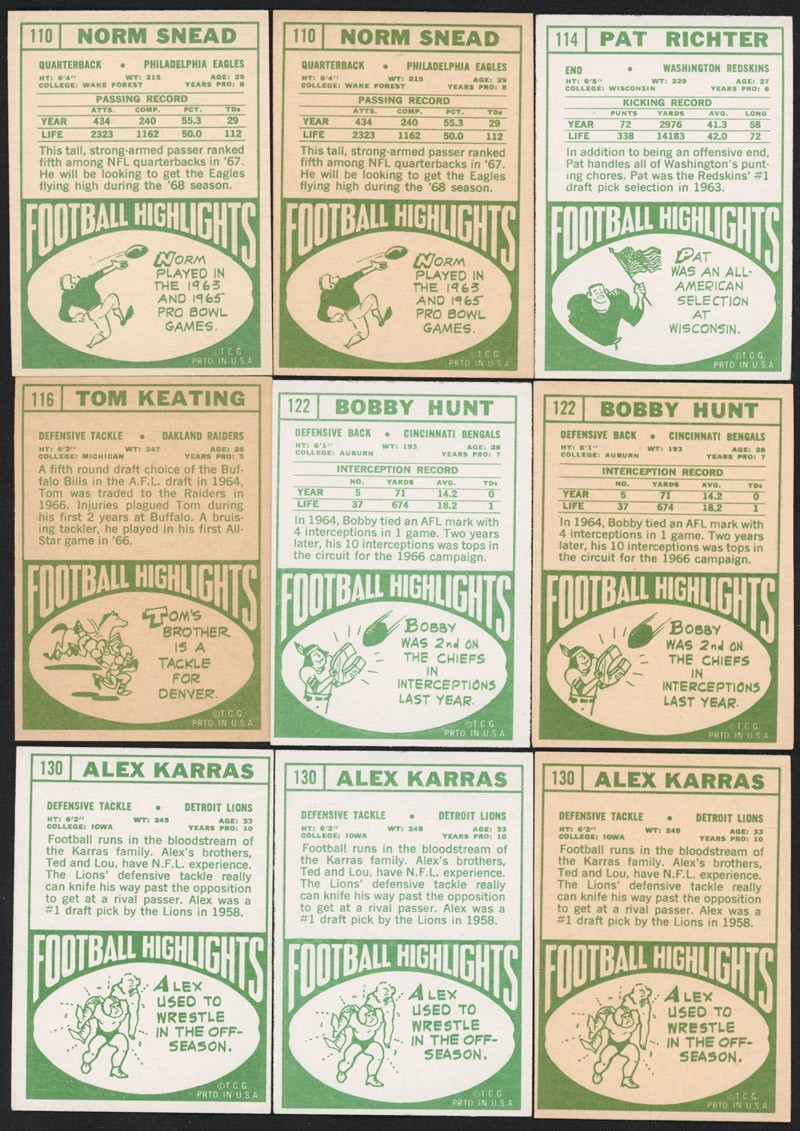 110 NORM SNEAD
QUARTERBACK • PHILADELPHIA EAGLES
HT: 6'4" WT: 215 AGE: 29
COLLEGE: WAKE FOREST YEARS PRO: 8
PASSING RECORD
ATTS. COMP. PCT. TDs
YEAR 434 240 55.3 29
LIFE 2323 1162 50.0 112
This tall, strong-armed passer ranked
fifth among NFL quarterbacks in '67.
He will be looking to get the Eagles
flying high during the '68 season.
FOOTBALL HIGHLIGHTS
NORM
PLAYED IN
THE 1963
AND 1965
PRO BOWL
GAMES.
©T.C.G.
PRTD. IN U.S.A.
110 NORM SNEAD
QUARTERBACK • PHILADELPHIA EAGLES
HT: 6'4" WT: 215 AGE: 29
COLLEGE: WAKE FOREST YEARS PRO: 8
PASSING RECORD
ATTS. COMP. PCT. TDs
YEAR 434 240 55.3 29
LIFE 2323 1162 50.0 112
This tall, strong-armed passer ranked
fifth among NFL quarterbacks in '67.
He will be looking to get the Eagles
flying high during the '68 season.
FOOTBALL HIGHLIGHTS
NORM
PLAYED IN
THE 1963
AND 1965
PRO BOWL
GAMES.
©T.C.G.
PRTD. IN U.S.A.
114 PAT RICHTER
END • WASHINGTON REDSKINS
HT: 6'5" WT: 229 AGE: 27
COLLEGE: WISCONSIN YEARS PRO: 6
KICKING RECORD
PUNTS YARDS AVG. LONG
YEAR 72 2976 41.3 58
LIFE 338 14183 42.0 72
In addition to being an offensive end,
Pat handles all of Washington's punt-
ing chores. Pat was the Redskins' #1
draft pick selection in 1963.
FOOTBALL HIGHLIGHTS
PAT
WAS AN ALL-
AMERICAN
SELECTION
AT
WISCONSIN.
©T.C.G.
PRTD. IN U.S.A.
116 TOM KEATING
DEFENSIVE TACKLE • OAKLAND RAIDERS
HT: 6'2" WT: 247 AGE: 26
COLLEGE: MICHIGAN YEARS PRO: 5
A fifth round draft choice of the Buf-
falo Bills in the A.F.L. draft in 1964,
Tom was traded to the Raiders in
1966. Injuries plagued Tom during
his first 2 years at Buffalo. A bruis-
ing tackler, he played in his first All-
Star game in '66.
FOOTBALL HIGHLIGHTS
TOM'S
BROTHER
IS A
TACKLE
FOR
DENVER.
©T.C.G.
PRTD. IN U.S.A.
122 BOBBY HUNT
DEFENSIVE BACK • CINCINNATI BENGALS
HT: 6'1" WT: 193 AGE: 28
COLLEGE: AUBURN YEARS PRO: 7
INTERCEPTION RECORD
NO. YARDS AVG. TDs
YEAR 5 71 14.2 0
LIFE 37 674 18.2 1
In 1964, Bobby tied an AFL mark with
4 interceptions in 1 game. Two years
later, his 10 interceptions was tops in
the circuit for the 1966 campaign.
FOOTBALL HIGHLIGHTS
BOBBY
WAS 2nd ON
THE CHIEFS
IN
INTERCEPTIONS
LAST YEAR.
©T.C.G.
PRTD. IN U.S.A.
122 BOBBY HUNT
DEFENSIVE BACK • CINCINNATI BENGALS
HT: 6'1" WT: 193 AGE: 28
COLLEGE: AUBURN YEARS PRO: 7
INTERCEPTION RECORD
NO. YARDS AVG. TDs
YEAR 5 71 14.2 0
LIFE 37 674 18.2 1
In 1964, Bobby tied an AFL mark with
4 interceptions in 1 game. Two years
later, his 10 interceptions was tops in
the circuit for the 1966 campaign.
FOOTBALL HIGHLIGHTS
BOBBY
WAS 2nd ON
THE CHIEFS
IN
INTERCEPTIONS
LAST YEAR.
©T.C.G.
PRTD. IN U.S.A.
130 ALEX KARRAS
DEFENSIVE TACKLE • DETROIT LIONS
HT: 6'2" WT: 245 AGE: 33
COLLEGE: IOWA YEARS PRO: 10
Football runs in the bloodstream of
the Karras family. Alex's brothers,
Ted and Lou, have N.F.L. experience.
The Lions' defensive tackle really
can knife his way past the opposition
to get at a rival passer. Alex was a
#1 draft pick by the Lions in 1958.
FOOTBALL HIGHLIGHTS
ALEX
USED TO
WRESTLE
IN THE OFF-
SEASON.
©T.C.G.
PRTD. IN U.S.A.
130 ALEX KARRAS
DEFENSIVE TACKLE • DETROIT LIONS
HT: 6'2" WT: 245 AGE: 33
COLLEGE: IOWA YEARS PRO: 10
Football runs in the bloodstream of
the Karras family. Alex's brothers,
Ted and Lou, have N.F.L. experience.
The Lions' defensive tackle really
can knife his way past the opposition
to get at a rival passer. Alex was a
#1 draft pick by the Lions in 1958.
FOOTBALL HIGHLIGHTS
ALEX
USED TO
WRESTLE
IN THE OFF-
SEASON.
©T.C.G.
PRTD. IN U.S.A.
130 ALEX KARRAS
DEFENSIVE TACKLE • DETROIT LIONS
HT: 6'2" WT: 245 AGE: 33
COLLEGE: IOWA YEARS PRO: 10
Football runs in the bloodstream of
the Karras family. Alex's brothers,
Ted and Lou, have N.F.L. experience.
The Lions' defensive tackle really
can knife his way past the opposition
to get at a rival passer. Alex was a
#1 draft pick by the Lions in 1958.
FOOTBALL HIGHLIGHTS
ALEX
USED TO
WRESTLE
IN THE OFF-
SEASON.
©T.C.G.
PRTD. IN U.S.A.